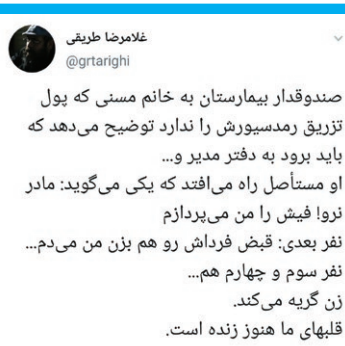 غلامرضا طریقی
@grtarighi
صندوقدار بیمارستان به خانم مسنی که پول
تزریق رمدسیورش را ندارد توضیح می‌دهد که
باید برود به دفتر مدیر و...
او مستأصل راه می‌افتد که یکی می‌گوید: مادر
نرو! فیش را من می‌پردازم
نفر بعدی: قبض فرداش رو هم بزن من می‌دم...
نفر سوم و چهارم هم...
زن گریه می‌کند.
قلبهای ما هنوز زنده است.